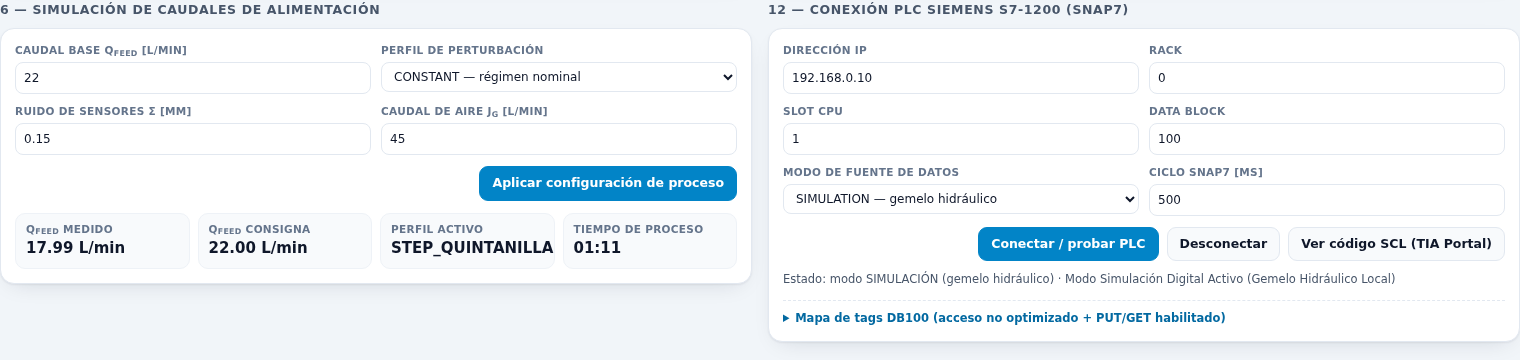 6 — SIMULACIÓN DE CAUDALES DE ALIMENTACIÓN
CAUDAL BASE Q_FEED [L/MIN]
PERFIL DE PERTURBACIÓN
22
CONSTANT — régimen nominal
RUIDO DE SENSORES Σ [MM]
CAUDAL DE AIRE J_G [L/MIN]
0.15
45
Aplicar configuración de proceso
Q_FEED MEDIDO
17.99 L/min
Q_FEED CONSIGNA
22.00 L/min
PERFIL ACTIVO
STEP_QUINTANILLA
TIEMPO DE PROCESO
01:11
12 — CONEXIÓN PLC SIEMENS S7-1200 (SNAP7)
DIRECCIÓN IP
RACK
192.168.0.10
0
SLOT CPU
DATA BLOCK
1
100
MODO DE FUENTE DE DATOS
CICLO SNAP7 [MS]
SIMULATION — gemelo hidráulico
500
Conectar / probar PLC
Desconectar
Ver código SCL (TIA Portal)
Estado: modo SIMULACIÓN (gemelo hidráulico) · Modo Simulación Digital Activo (Gemelo Hidráulico Local)
▶ Mapa de tags DB100 (acceso no optimizado + PUT/GET habilitado)